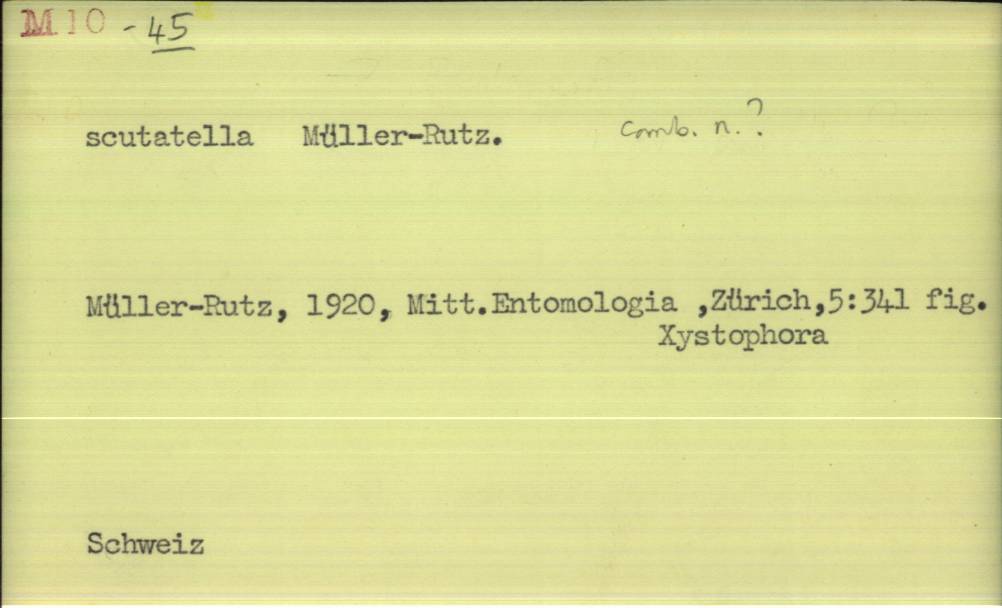 M10 - 45
scutatella Müller-Rutz. comb. n. ?
Müller-Rutz, 1920, Mitt.Entomologia ,Zürich,5:341 fig.
Xystophora
Schweiz